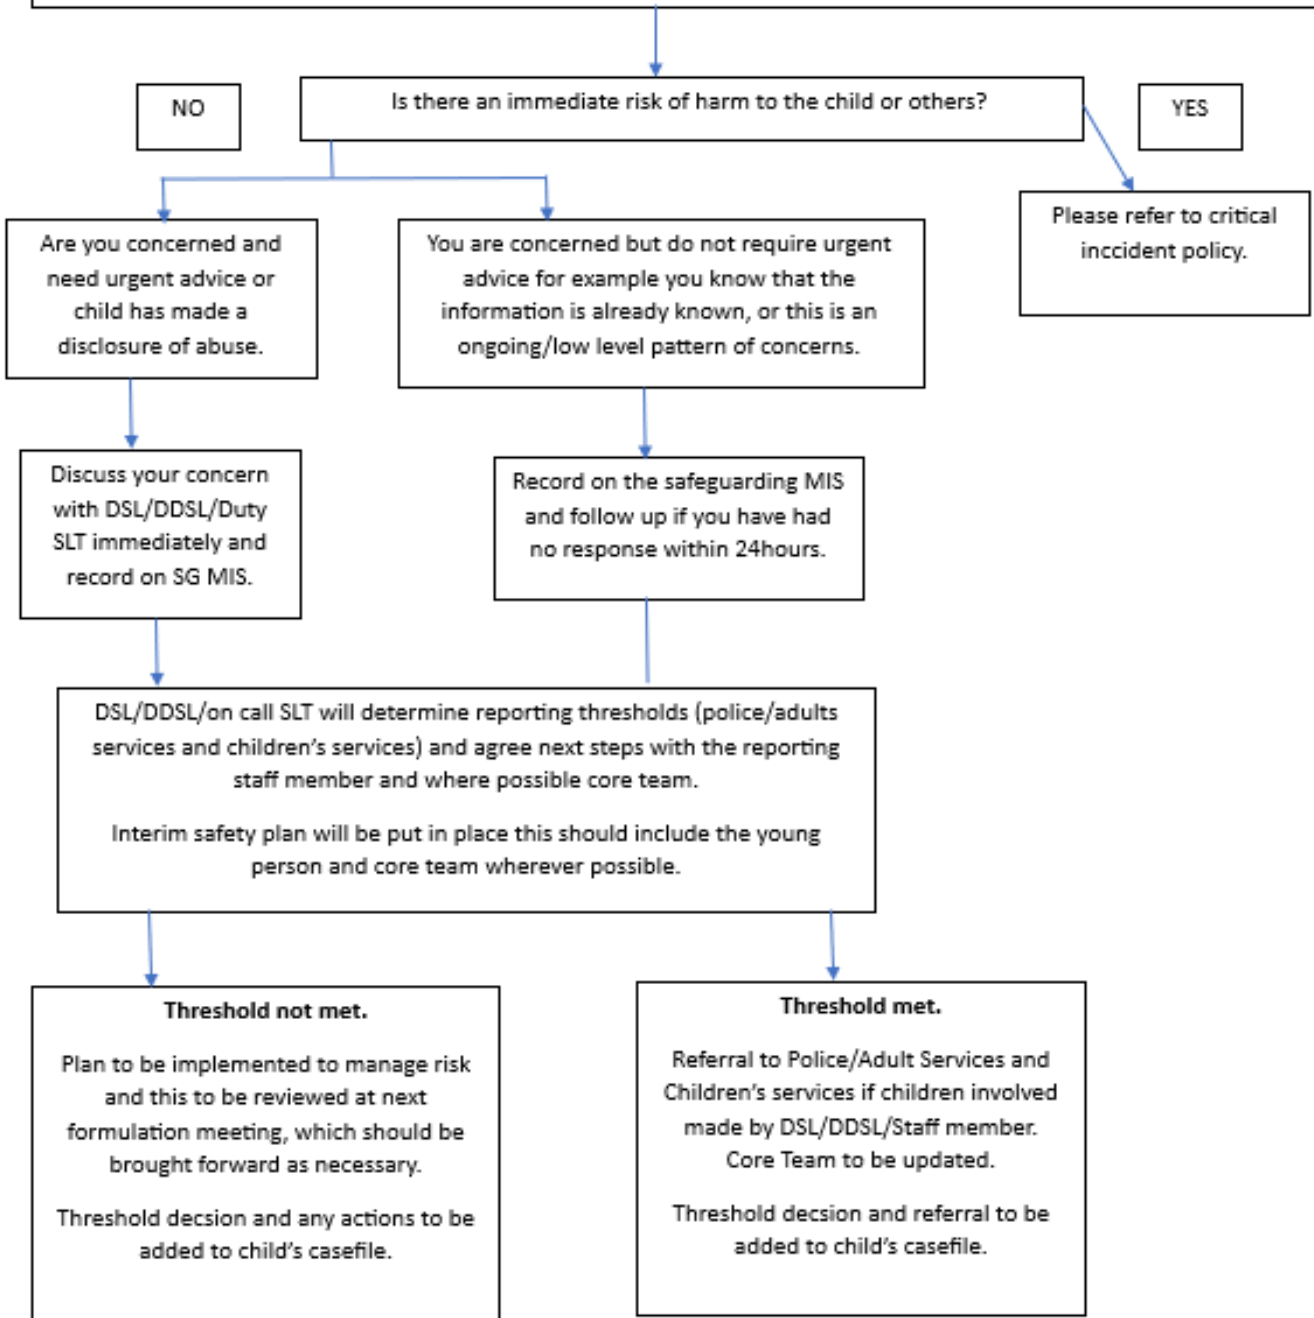 Is there an immediate risk of harm to the child or others?
NO
YES
Are you concerned and
need urgent advice or
child has made a
disclosure of abuse.
You are concerned but do not require urgent
advice for example you know that the
information is already known, or this is an
ongoing/low level pattern of concerns.
Please refer to critical
inccident policy.
Discuss your concern
with DSL/DDSL/Duty
SLT immediately and
record on SG MIS.
Record on the safeguarding MIS
and follow up if you have had
no response within 24hours.
DSL/DDSL/on call SLT will determine reporting thresholds (police/adults
services and children's services) and agree next steps with the reporting
staff member and where possible core team.
Interim safety plan will be put in place this should include the young
person and core team wherever possible.
Threshold not met.
Plan to be implemented to manage risk
and this to be reviewed at next
formulation meeting, which should be
brought forward as necessary.
Threshold decsion and any actions to be
added to child's casefile.
Threshold met.
Referral to Police/Adult Services and
Children's services if children involved
made by DSL/DDSL/Staff member.
Core Team to be updated.
Threshold decsion and referral to be
added to child's casefile.